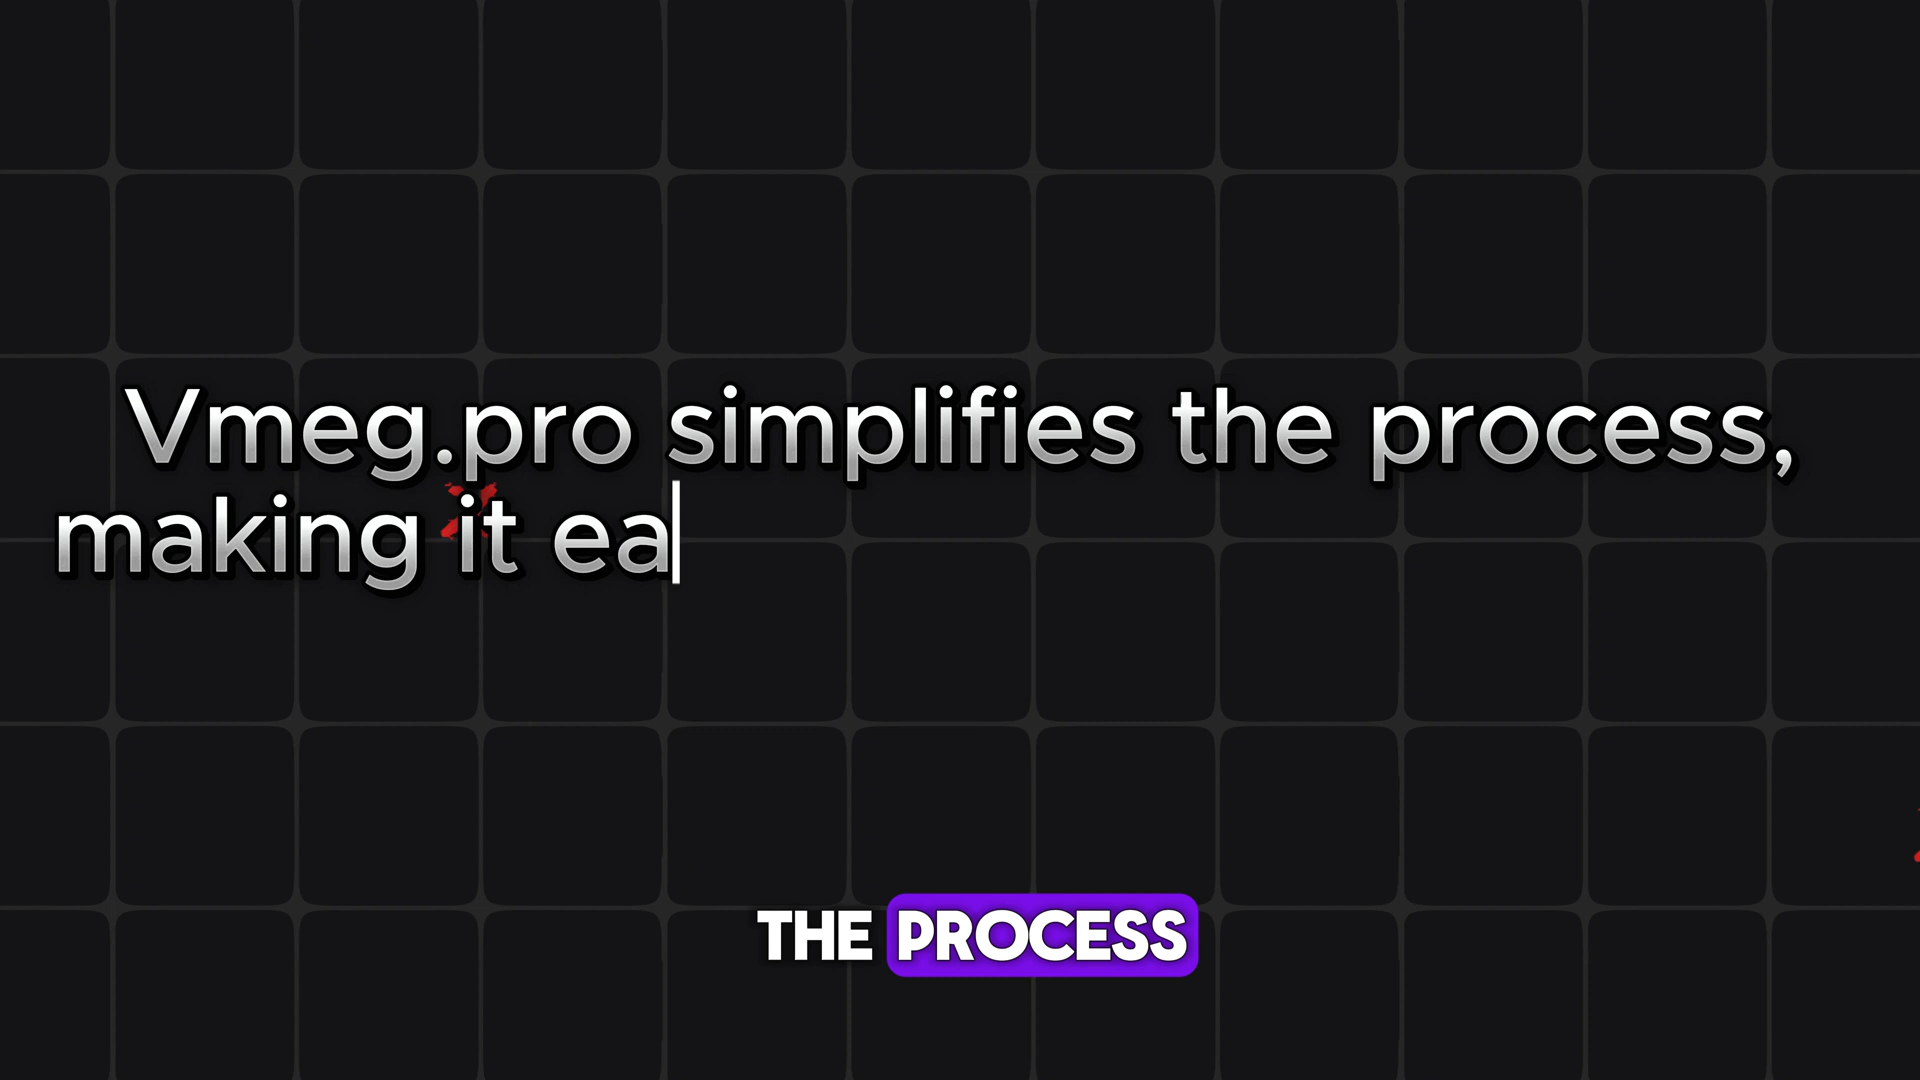 Vmeg.pro simplifies the process,
making it ea
THE PROCESS